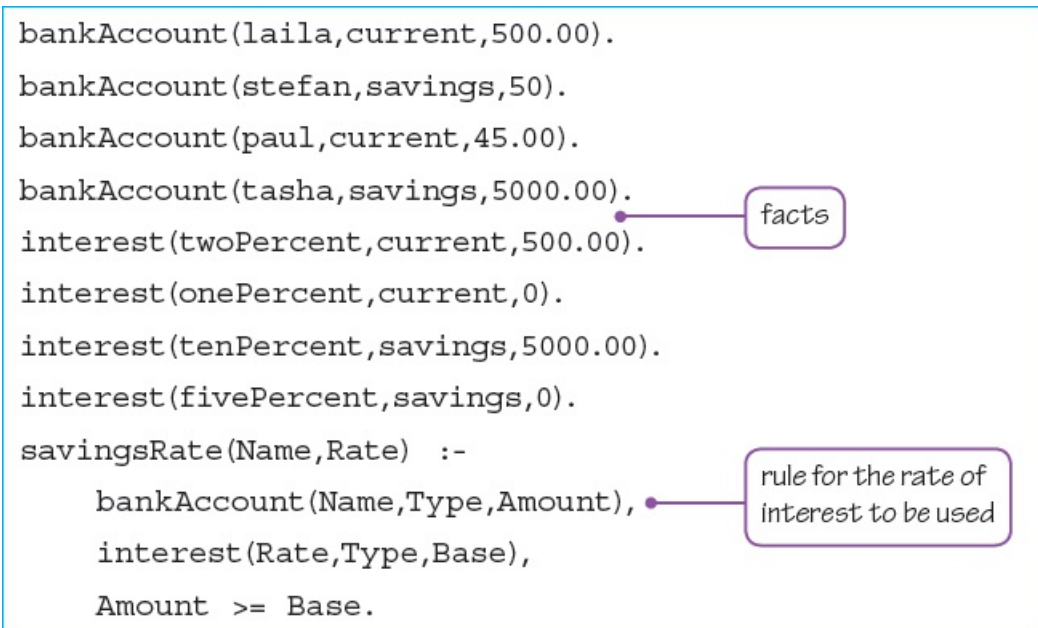 bankAccount(laila,current,500.00).
bankAccount(stefan,savings,50).
bankAccount(paul,current,45.00).
bankAccount(tasha,savings,5000.00).
facts
interest(twoPercent,current,500.00).
interest(onePercent,current,0).
interest(tenPercent,savings,5000.00).
interest(fivePercent,savings,0).
savingsRate(Name,Rate) :-
bankAccount(Name,Type,Amount),
rule for the rate of
interest to be used
interest(Rate,Type,Base),
Amount >= Base.